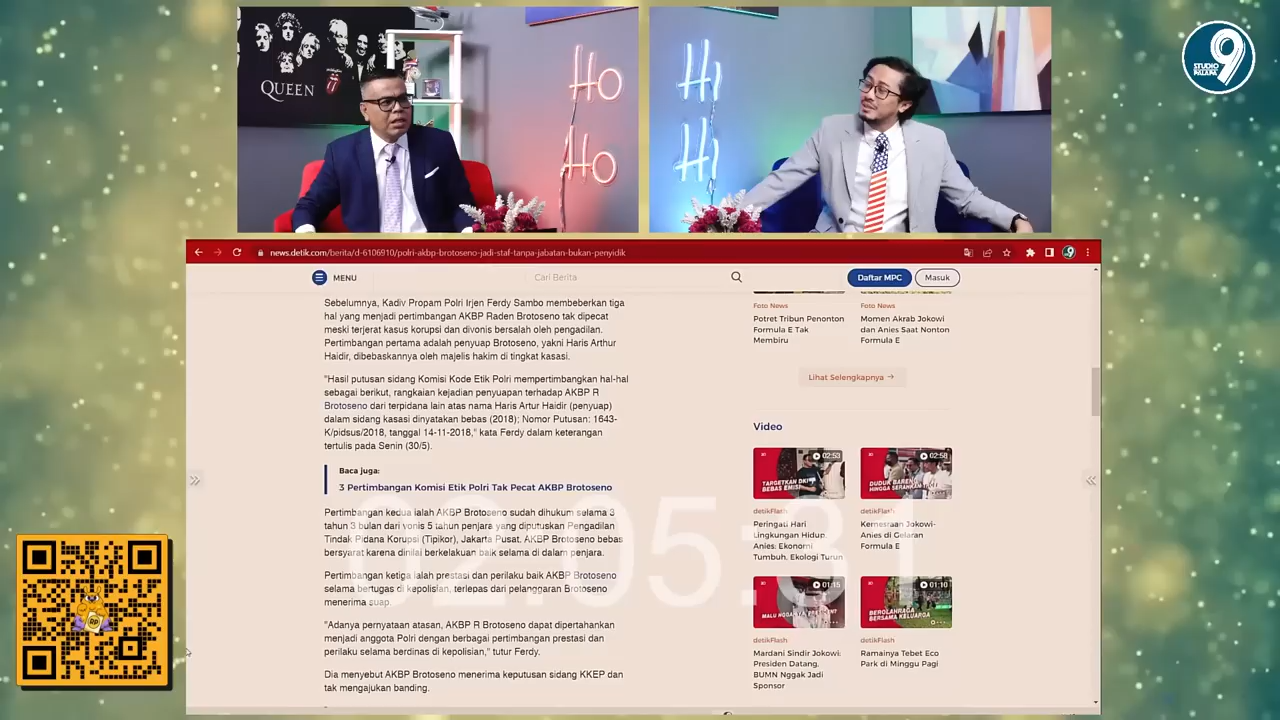 QUEEN
Ho
Ho
Hi
Hi
STUDIO
PALAPA
9
news.detik.com/berita/d-6106910/polri-akbp-brotoseno-jadi-staf-tanpa-jabatan-bukan-penyidik
MENU
Cari Berita
Daftar MPC
Masuk
Sebelumnya, Kadiv Propam Polri Irjen Ferdy Sambo membeberkan tiga
hal yang menjadi pertimbangan AKBP Raden Brotoseno tak dipecat
meski terjerat kasus korupsi dan divonis bersalah oleh pengadilan.
Pertimbangan pertama adalah penyuap Brotoseno, yakni Haris Arthur
Haidir, dibebaskannya oleh majelis hakim di tingkat kasasi.
"Hasil putusan sidang Komisi Kode Etik Polri mempertimbangkan hal-hal
sebagai berikut, rangkaian kejadian penyuapan terhadap AKBP R
Brotoseno dari terpidana lain atas nama Haris Artur Haidir (penyuap)
dalam sidang kasasi dinyatakan bebas (2018); Nomor Putusan: 1643-
K/pidsus/2018, tanggal 14-11-2018," kata Ferdy dalam keterangan
tertulis pada Senin (30/5).
Baca juga:
3 Pertimbangan Komisi Etik Polri Tak Pecat AKBP Brotoseno
Pertimbangan kedua ialah AKBP Brotoseno sudah dihukum selama 3
tahun 3 bulan dari vonis 5 tahun penjara yang diputuskan Pengadilan
Tindak Pidana Korupsi (Tipikor), Jakarta Pusat. AKBP Brotoseno bebas
bersyarat karena dinilai berkelakuan baik selama di dalam penjara.
Pertimbangan ketiga ialah prestasi dan perilaku baik AKBP Brotoseno
selama bertugas di kepolisian, terlepas dari pelanggaran Brotoseno
menerima suap.
"Adanya pernyataan atasan, AKBP R Brotoseno dapat dipertahankan
menjadi anggota Polri dengan berbagai pertimbangan prestasi dan
perilaku selama berdinas di kepolisian," tutur Ferdy.
Dia menyebut AKBP Brotoseno menerima keputusan sidang KKEP dan
tak mengajukan banding.
02:05:31
Foto News
Potret Tribun Penonton
Formula E Tak
Membiru
Foto News
Momen Akrab Jokowi
dan Anies Saat Nonton
Formula E
Lihat Selengkapnya →
Video
02:53
TARGETKAN DKI
BEBAS EMISI
detikFlash
Peringati Hari
Lingkungan Hidup,
Anies: Ekonomi
Tumbuh, Ekologi Turun
02:58
DUDUK BARENG
HINGGA SERAHKAN
detikFlash
Kemesraan Jokowi-
Anies di Gelaran
Formula E
01:15
detikFlash
Mardani Sindir Jokowi:
Presiden Datang,
BUMN Nggak Jadi
Sponsor
01:10
BEROLAHRAGA
BERSAMA KELUARGA
detikFlash
Ramainya Tebet Eco
Park di Minggu Pagi
RP